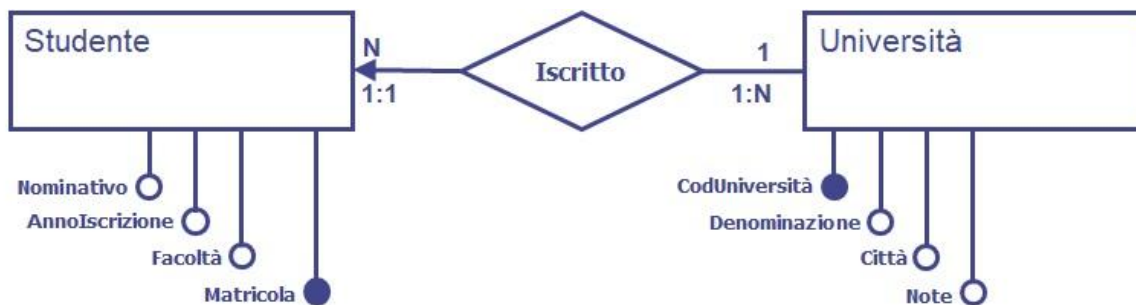 Studente
Università
N
1
Iscritto
1:1
1:N
Nominativo
AnnoIscrizione
Facoltà
Matricola
CodUniversità
Denominazione
Città
Note